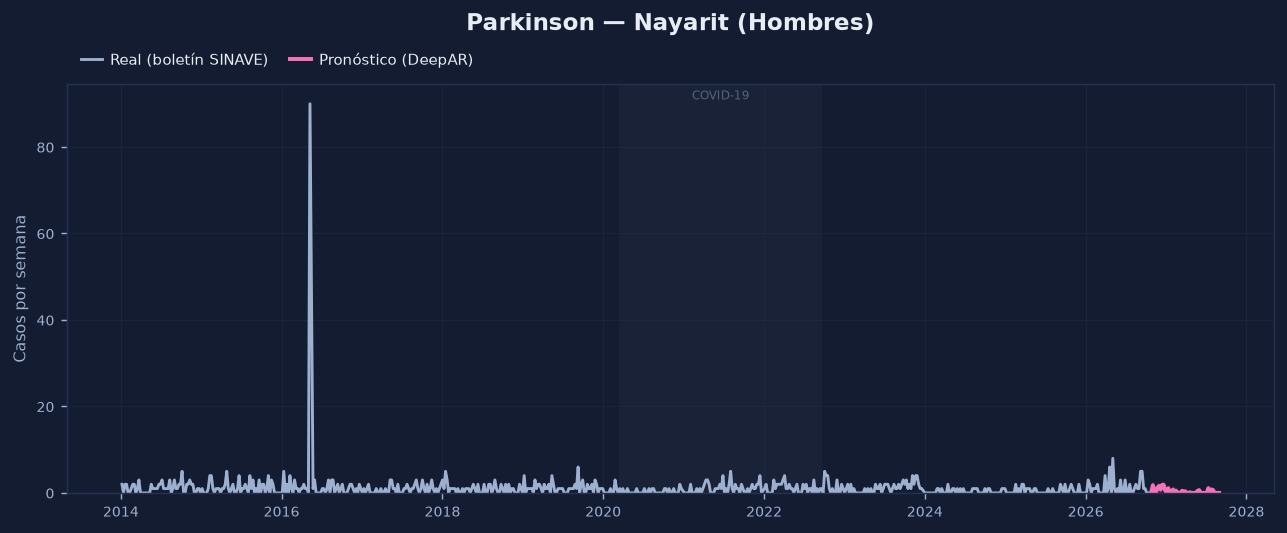 Parkinson — Nayarit (Hombres)
Real (boletín SINAVE)
Pronóstico (DeepAR)
COVID-19
Casos por semana
80
60
40
20
0
2014
2016
2018
2020
2022
2024
2026
2028